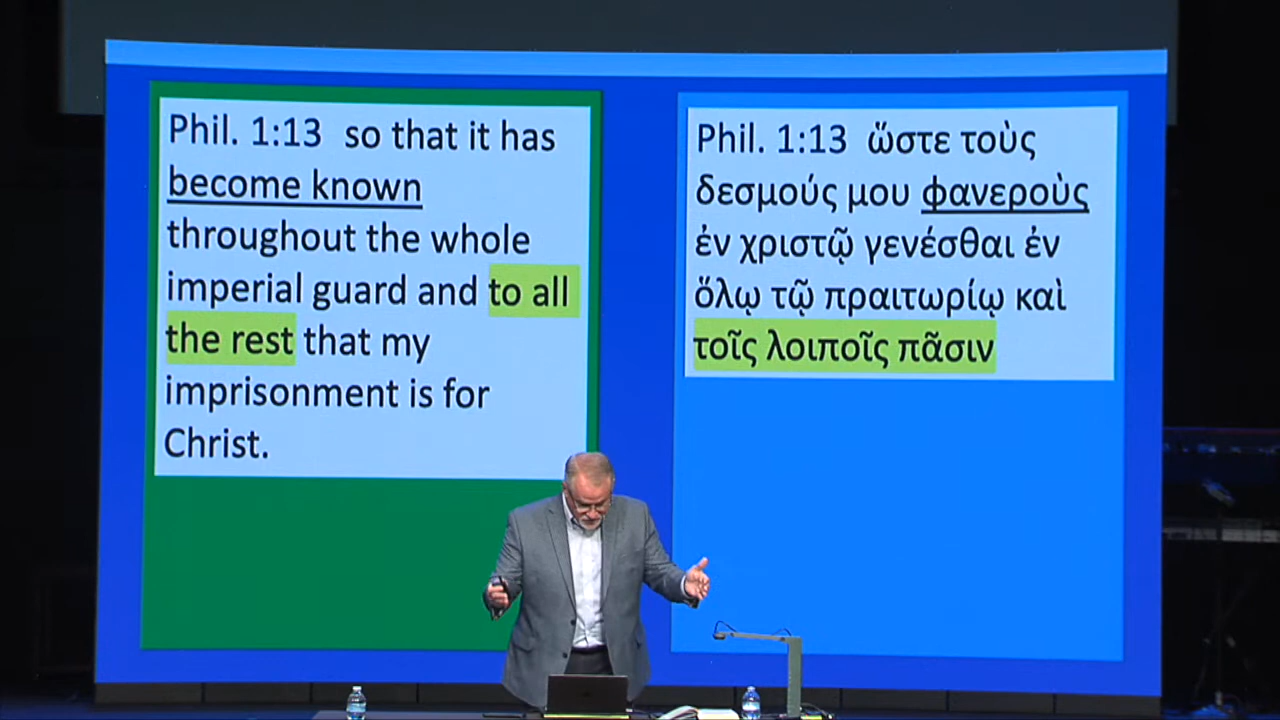 Phil. 1:13 so that it has
become known
throughout the whole
imperial guard and to all
the rest that my
imprisonment is for
Christ.
Phil. 1:13 ὥστε τοὺς
δεσμούς μου φανεροὺς
ἐν χριστῷ γενέσθαι ἐν
ὅλῳ τῷ πραιτωρίῳ καὶ
τοῖς λοιποῖς πᾶσιν